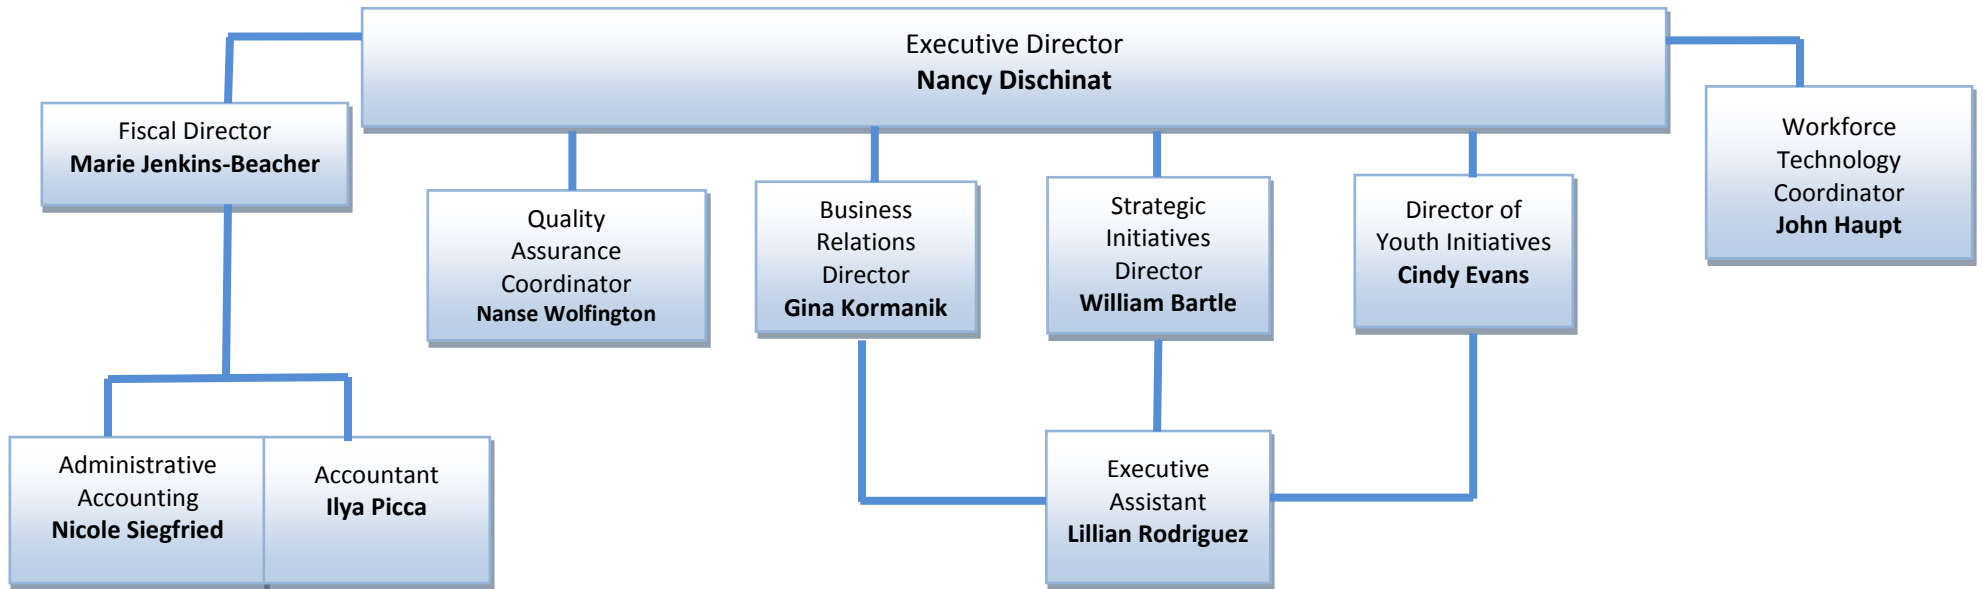 Executive Director
Nancy Dischinat
Fiscal Director
Marie Jenkins-Beacher
Quality
Assurance
Coordinator
Nanse Wolfington
Business
Relations
Director
Gina Kormanik
Strategic
Initiatives
Director
William Bartle
Director of
Youth Initiatives
Cindy Evans
Workforce
Technology
Coordinator
John Haupt
Administrative
Accounting
Nicole Siegfried
Accountant
Ilya Picca
Executive
Assistant
Lillian Rodriguez